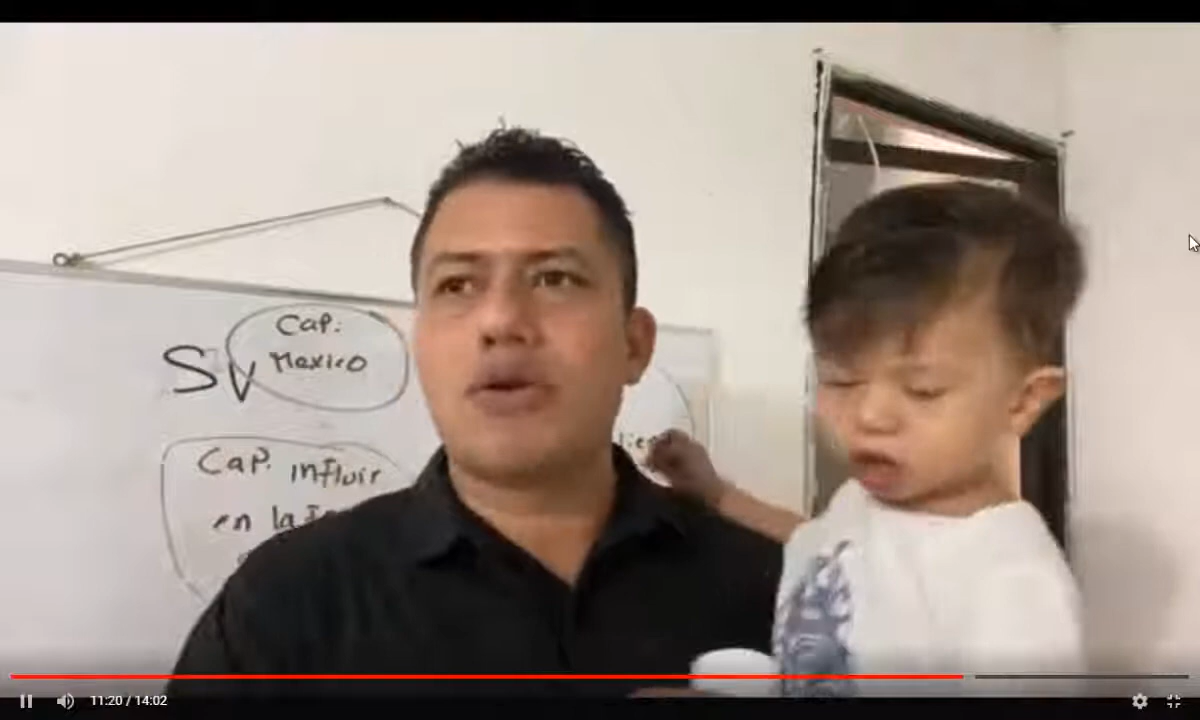 Cap:
Mexico
SV
CaP. influir
en la
11:20 / 14:02